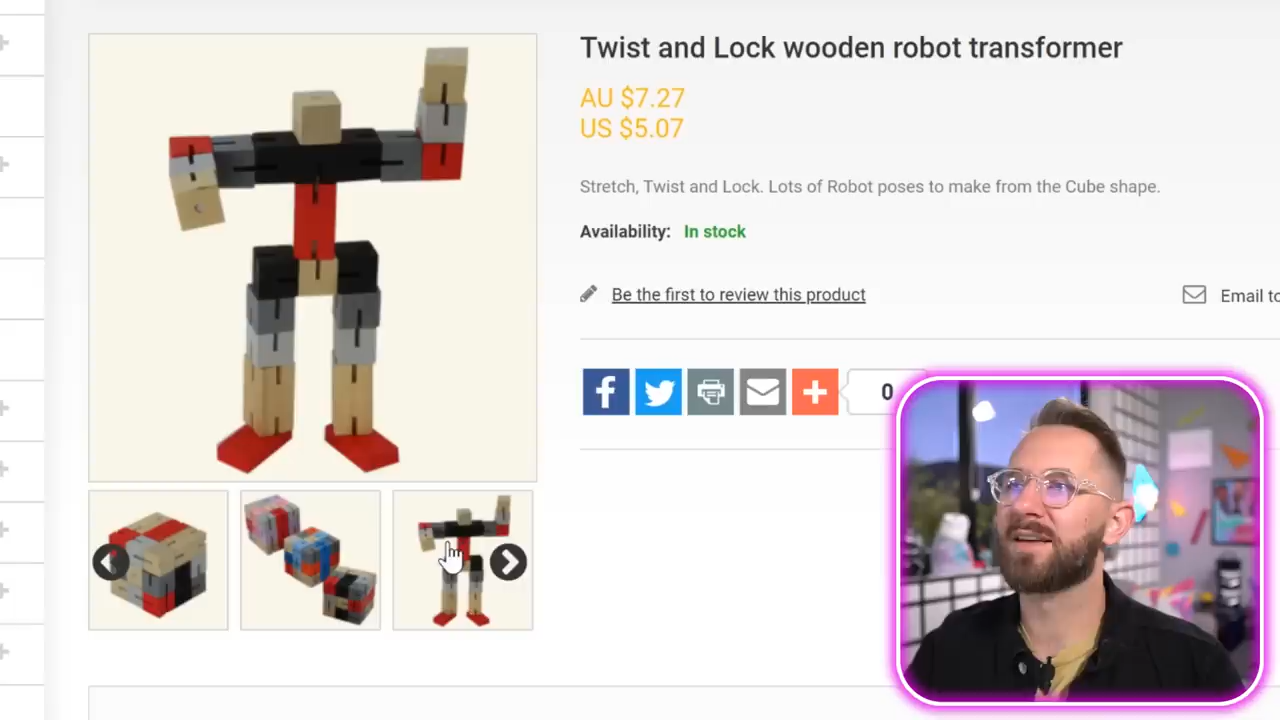 Twist and Lock wooden robot transformer
AU $7.27
US $5.07
Stretch, Twist and Lock. Lots of Robot poses to make from the Cube shape.
Availability: In stock
Be the first to review this product
Email to
0